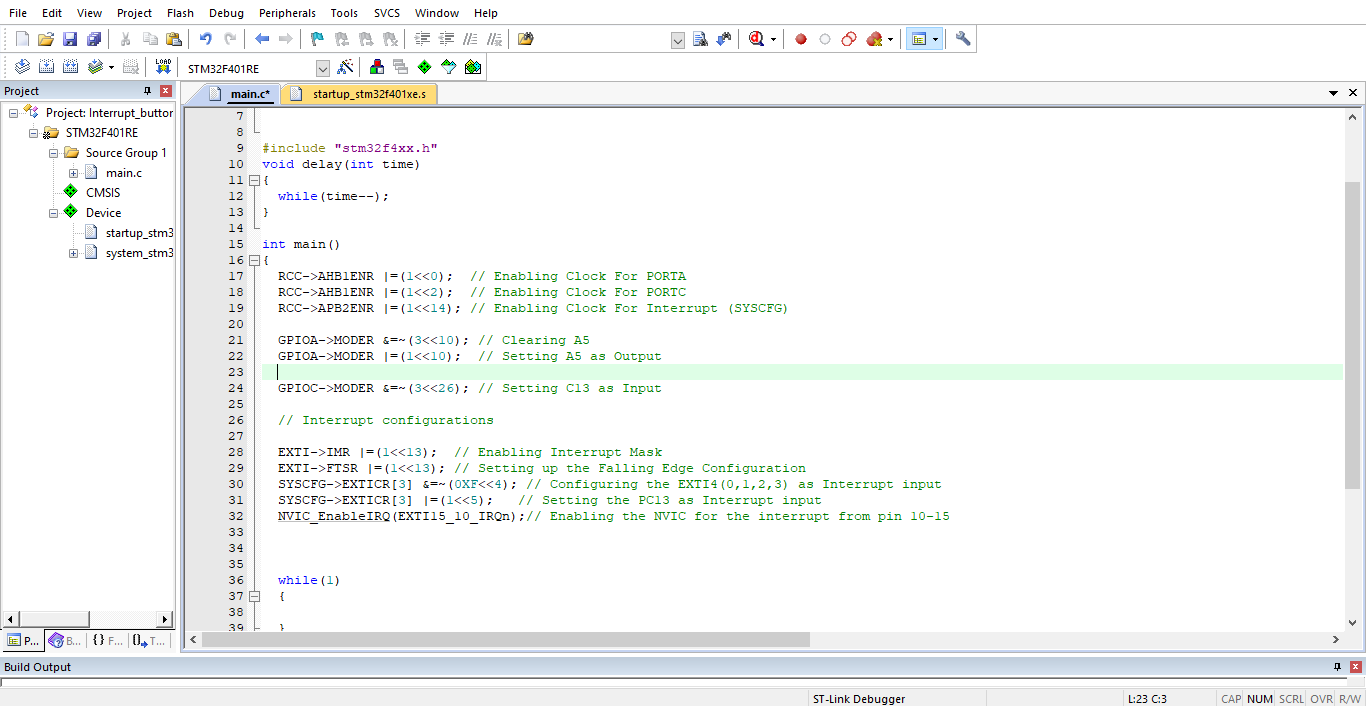 File Edit View Project Flash Debug Peripherals Tools SVCS Window Help
LOAD
STM32F401RE
Project
Project: Interrupt_buttor
STM32F401RE
Source Group 1
main.c
CMSIS
Device
startup_stm3
system_stm3
P... B... {} F... {} T...
main.c* startup_stm32f401xe.s
7
8
9 #include "stm32f4xx.h"
10 void delay(int time)
11 {
12 while(time--);
13 }
14
15 int main()
16 {
17 RCC->AHB1ENR |=(1<<0); // Enabling Clock For PORTA
18 RCC->AHB1ENR |=(1<<2); // Enabling Clock For PORTC
19 RCC->APB2ENR |=(1<<14); // Enabling Clock For Interrupt (SYSCFG)
20
21 GPIOA->MODER &=~(3<<10); // Clearing A5
22 GPIOA->MODER |=(1<<10); // Setting A5 as Output
23
24 GPIOC->MODER &=~(3<<26); // Setting C13 as Input
25
26 // Interrupt configurations
27
28 EXTI->IMR |=(1<<13); // Enabling Interrupt Mask
29 EXTI->FTSR |=(1<<13); // Setting up the Falling Edge Configuration
30 SYSCFG->EXTICR[3] &=~(0XF<<4); // Configuring the EXTI4(0,1,2,3) as Interrupt input
31 SYSCFG->EXTICR[3] |=(1<<5); // Setting the PC13 as Interrupt input
32 NVIC_EnableIRQ(EXTI15_10_IRQn);// Enabling the NVIC for the interrupt from pin 10-15
33
34
35
36 while(1)
37 {
38
39 }
Build Output
ST-Link Debugger L:23 C:3 CAP NUM SCRL OVR R/W